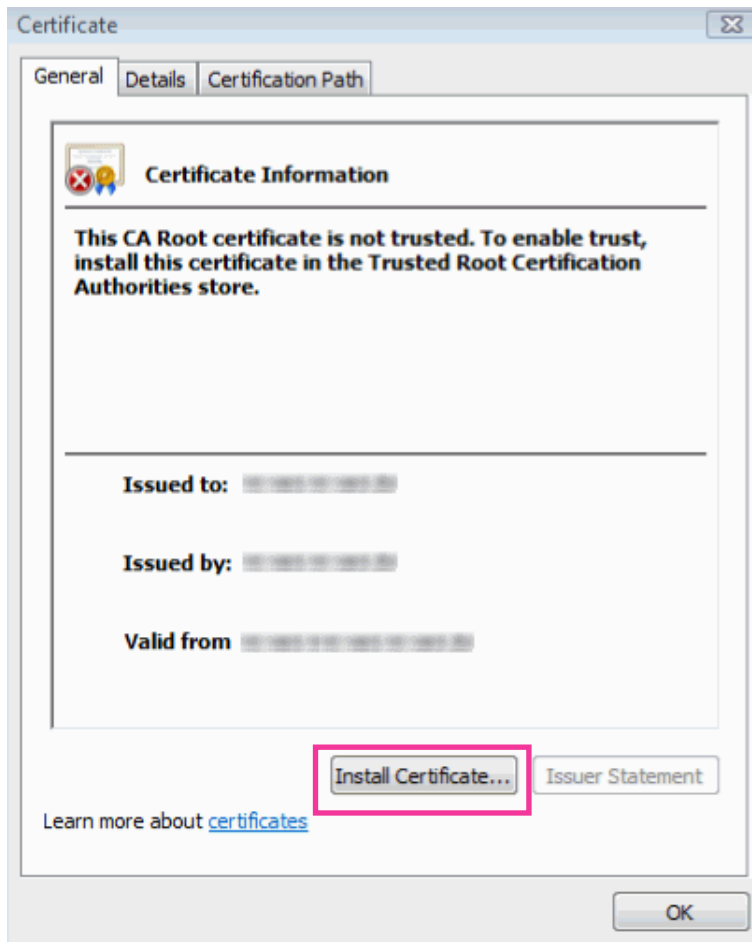 Certificate
General Details Certification Path
Certificate Information
This CA Root certificate is not trusted. To enable trust,
install this certificate in the Trusted Root Certification
Authorities store.
Issued to:
Issued by:
Valid from
Install Certificate... Issuer Statement
Learn more about certificates
OK